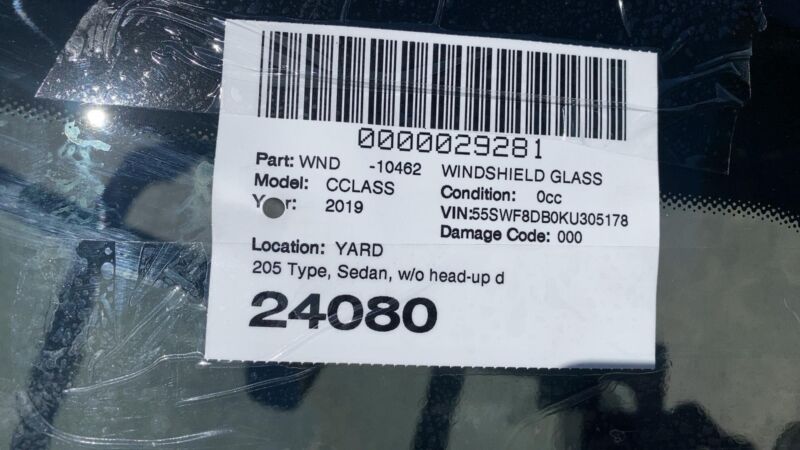 0000029281
Part: WND -10462 WINDSHIELD GLASS
Model: CCLASS Condition: 0cc
Year: 2019 VIN:55SWF8DB0KU305178
Damage Code: 000
Location: YARD
205 Type, Sedan, w/o head-up d
24080